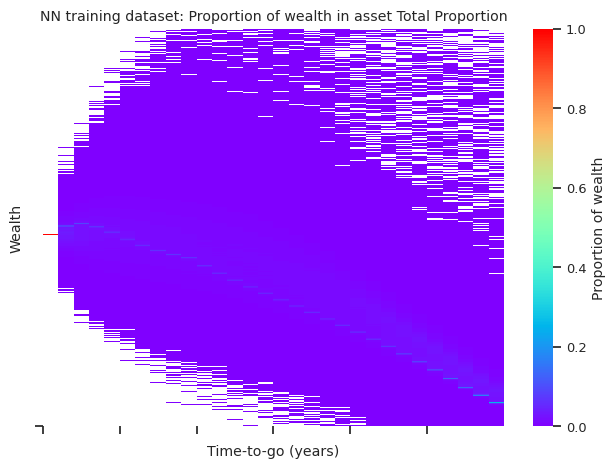 NN training dataset: Proportion of wealth in asset Total Proportion
Wealth
Time-to-go (years)
1.0
0.8
0.6
0.4
0.2
0.0
Proportion of wealth